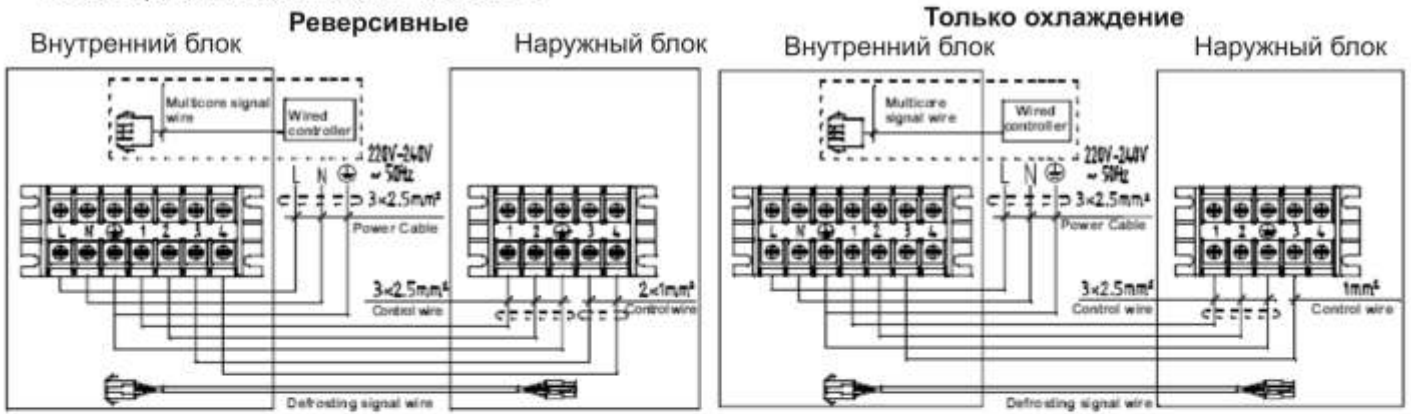 Реверсивные
Внутренний блок
Наружный блок
Multicore signal
wire
Wired
controller
220V-240V
~ 50Hz
L N
3×2.5mm²
Power Cable
L N 1 2 3 4
1 2 3 4
3×2.5mm²
Control wire
2×1mm²
Control wire
Defrosting signal wire
Только охлаждение
Внутренний блок
Наружный блок
Multicore
signal wire
Wired
controller
220V-240V
~ 50Hz
L N
3×2.5mm²
Power Cable
L N 1 2 3 4
1 2 3 4
3×2.5mm²
Control wire
1mm²
Control wire
Defrosting signal wire